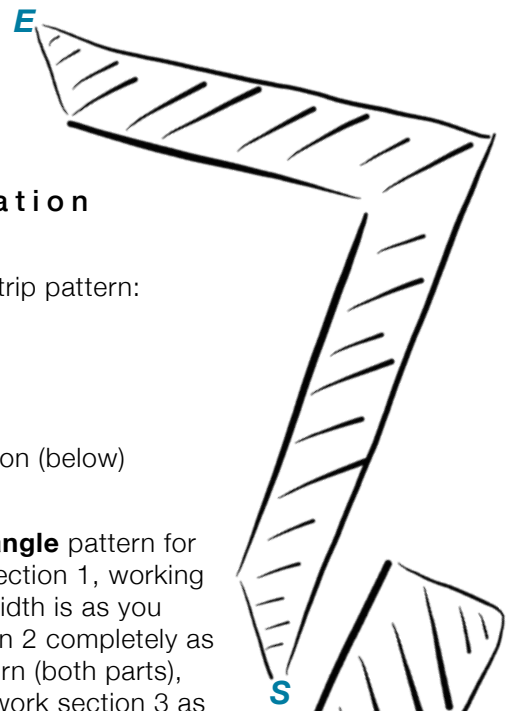 E
ation
trip pattern:
on (below)
angle pattern for
ection 1, working
idth is as you
n 2 completely as
rn (both parts),
work section 3 as
S